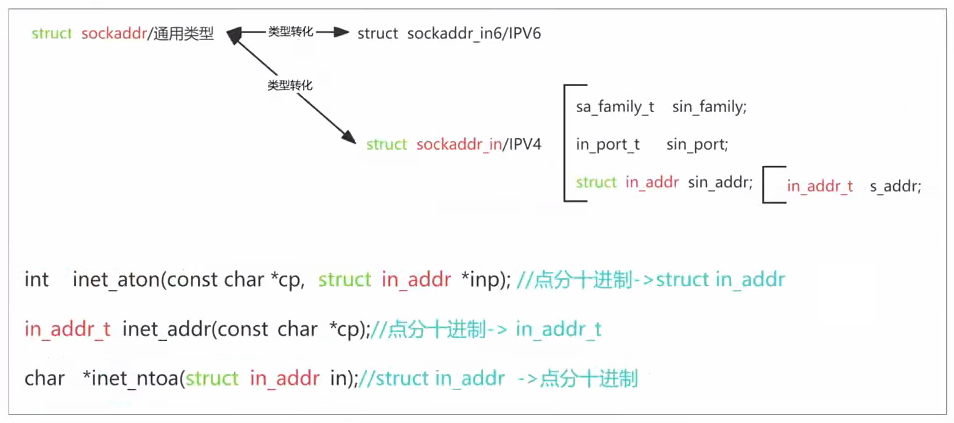 struct sockaddr/通用类型
类型转化
struct sockaddr_in6/IPV6
类型转化
struct sockaddr_in/IPV4
sa_family_t sin_family;
in_port_t sin_port;
struct in_addr sin_addr;
in_addr_t s_addr;
int inet_aton(const char *cp, struct in_addr *inp); //点分十进制->struct in_addr
in_addr_t inet_addr(const char *cp);//点分十进制-> in_addr_t
char *inet_ntoa(struct in_addr in);//struct in_addr ->点分十进制